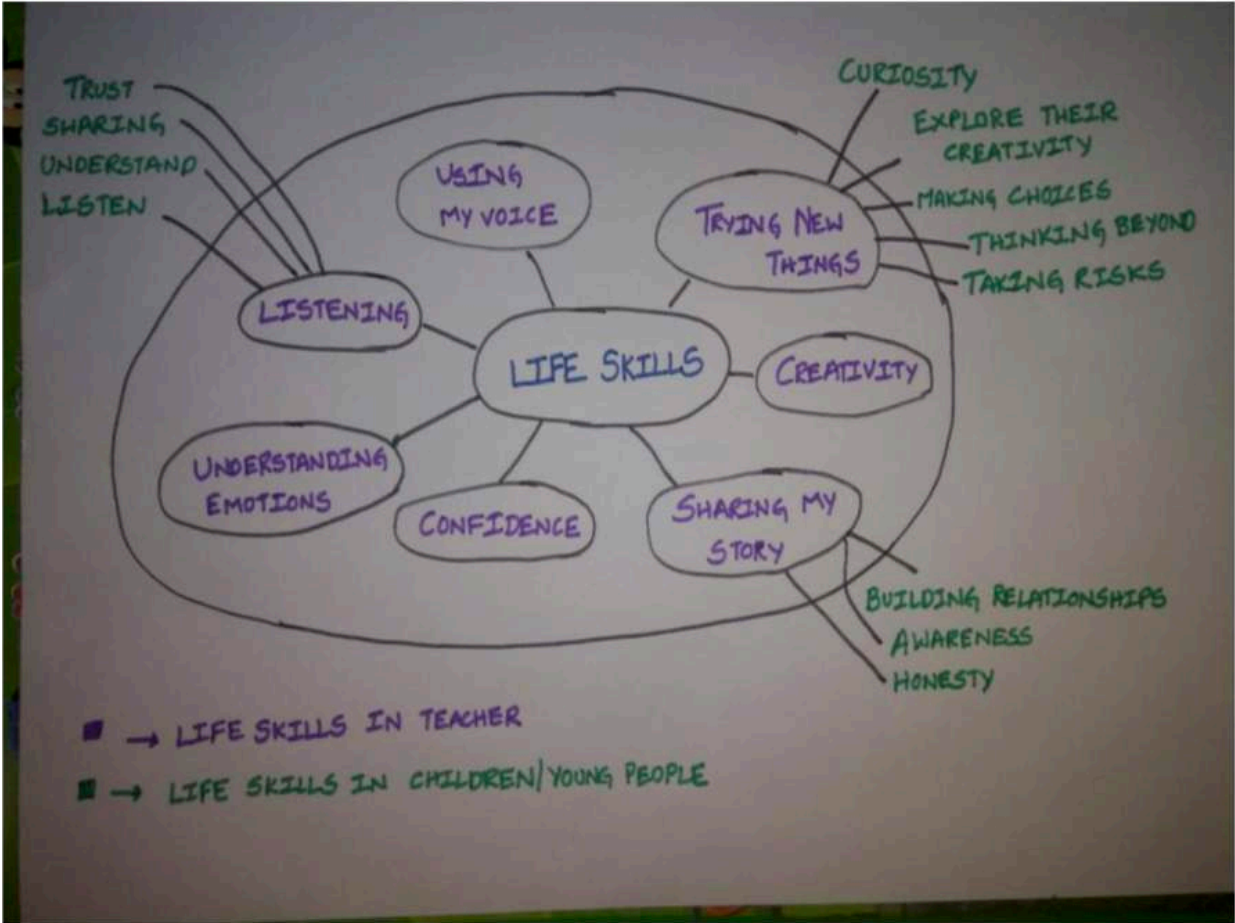 TRUST
SHARING
UNDERSTAND
LISTEN
CURIOSITY
EXPLORE THEIR
CREATIVITY
MAKING CHOICES
THINKING BEYOND
TAKING RISKS
USING
MY VOICE
TRYING NEW
THINGS
LISTENING
LIFE SKILLS
CREATIVITY
UNDERSTANDING
EMOTIONS
CONFIDENCE
SHARING MY
STORY
BUILDING RELATIONSHIPS
AWARENESS
HONESTY
→ LIFE SKILLS IN TEACHER
→ LIFE SKILLS IN CHILDREN/YOUNG PEOPLE